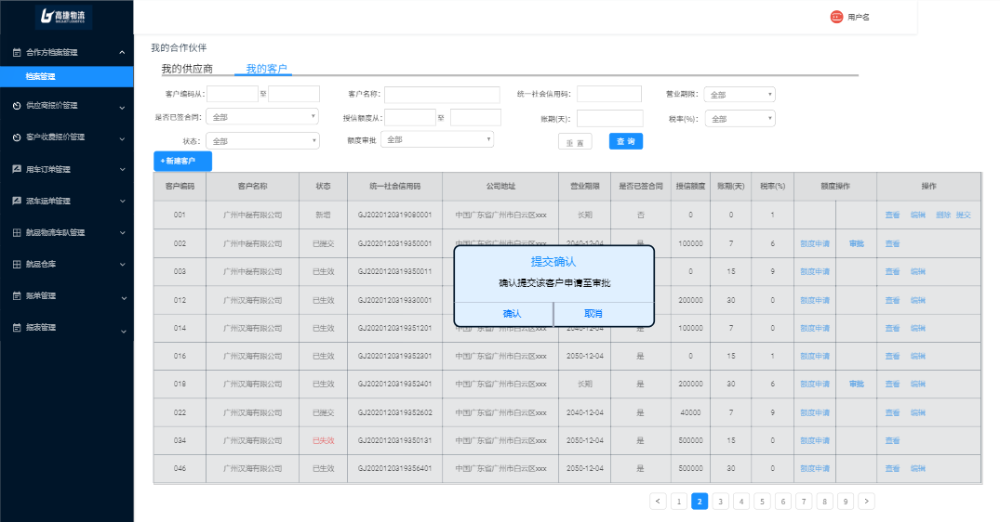 高捷物流
用户名
合作方档案管理
档案管理
供应商报价管理
客户收费报价管理
用车订单管理
派车运单管理
航忌物流车队管理
航忌仓库
账单管理
报表管理
我的合作伙伴
我的供应商 我的客户
客户编码从: 至 客户名称: 统一社会信用码: 营业期限: 全部
是否已签合同: 全部 授信额度从: 至 账期(天): 税率(%): 全部
状态: 全部 额度审批 全部 重 置 查 询
+新建客户
客户编码 客户名称 状态 统一社会信用码 公司地址 营业期限 是否已签合同 授信额度 账期(天) 税率(%) 额度操作 操作
001 广州中磊有限公司 新增 GJ2020120319080001 中国广东省广州市白云区xxx 长期 否 0 0 1 查看 编辑 删除 提交
002 广州中磊有限公司 已提交 GJ2020120319350001 中国广东省广州市白云区xxx 2040-12-04 是 100000 7 6 额度申请 审批 查看
003 广州中磊有限公司 已生效 GJ2020120319350011 0 15 9 额度申请 查看 编辑
012 广州汉海有限公司 已生效 GJ2020120319330001 200000 30 0 额度申请 查看 编辑
014 广州汉海有限公司 已生效 GJ2020120319351201 中国广东省广州市白云区xxx 2040-12-04 是 100000 7 0 额度申请 查看 编辑
016 广州汉海有限公司 已生效 GJ2020120319352301 中国广东省广州市白云区xxx 2050-12-04 是 0 15 1 额度申请 查看 编辑
018 广州汉海有限公司 已生效 GJ2020120319352401 中国广东省广州市白云区xxx 长期 是 200000 30 6 额度申请 审批 查看 编辑
022 广州汉海有限公司 已提交 GJ2020120319352602 中国广东省广州市白云区xxx 2040-12-04 是 40000 7 9 额度申请 查看 编辑
034 广州汉海有限公司 已失效 GJ2020120319350131 中国广东省广州市白云区xxx 2050-12-04 是 500000 15 0 额度申请 查看
046 广州汉海有限公司 已生效 GJ2020120319356401 中国广东省广州市白云区xxx 2050-12-04 是 500000 30 0 额度申请 查看 编辑
提交确认
确认提交该客户申请至审批
确认 取消
< 1 2 3 4 5 6 7 8 9 >